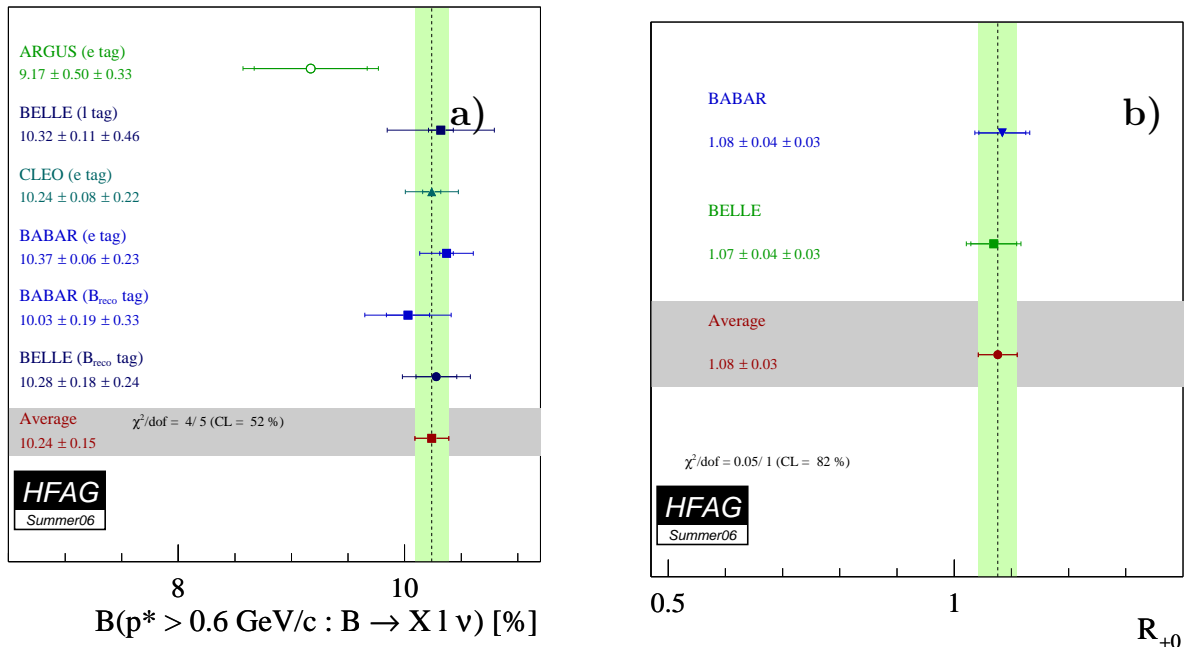 ARGUS (e tag)
9.17 ± 0.50 ± 0.33
BELLE (l tag)
10.32 ± 0.11 ± 0.46
CLEO (e tag)
10.24 ± 0.08 ± 0.22
BABAR (e tag)
10.37 ± 0.06 ± 0.23
BABAR (B_reco tag)
10.03 ± 0.19 ± 0.33
BELLE (B_reco tag)
10.28 ± 0.18 ± 0.24
Average
χ²/dof = 4/ 5 (CL = 52 %)
10.24 ± 0.15
a)
HFAG
Summer06
8 10
B(p* > 0.6 GeV/c : B → X l ν) [%]
b)
BABAR
1.08 ± 0.04 ± 0.03
BELLE
1.07 ± 0.04 ± 0.03
Average
1.08 ± 0.03
χ²/dof = 0.05/ 1 (CL = 82 %)
HFAG
Summer06
0.5 1
R_+0